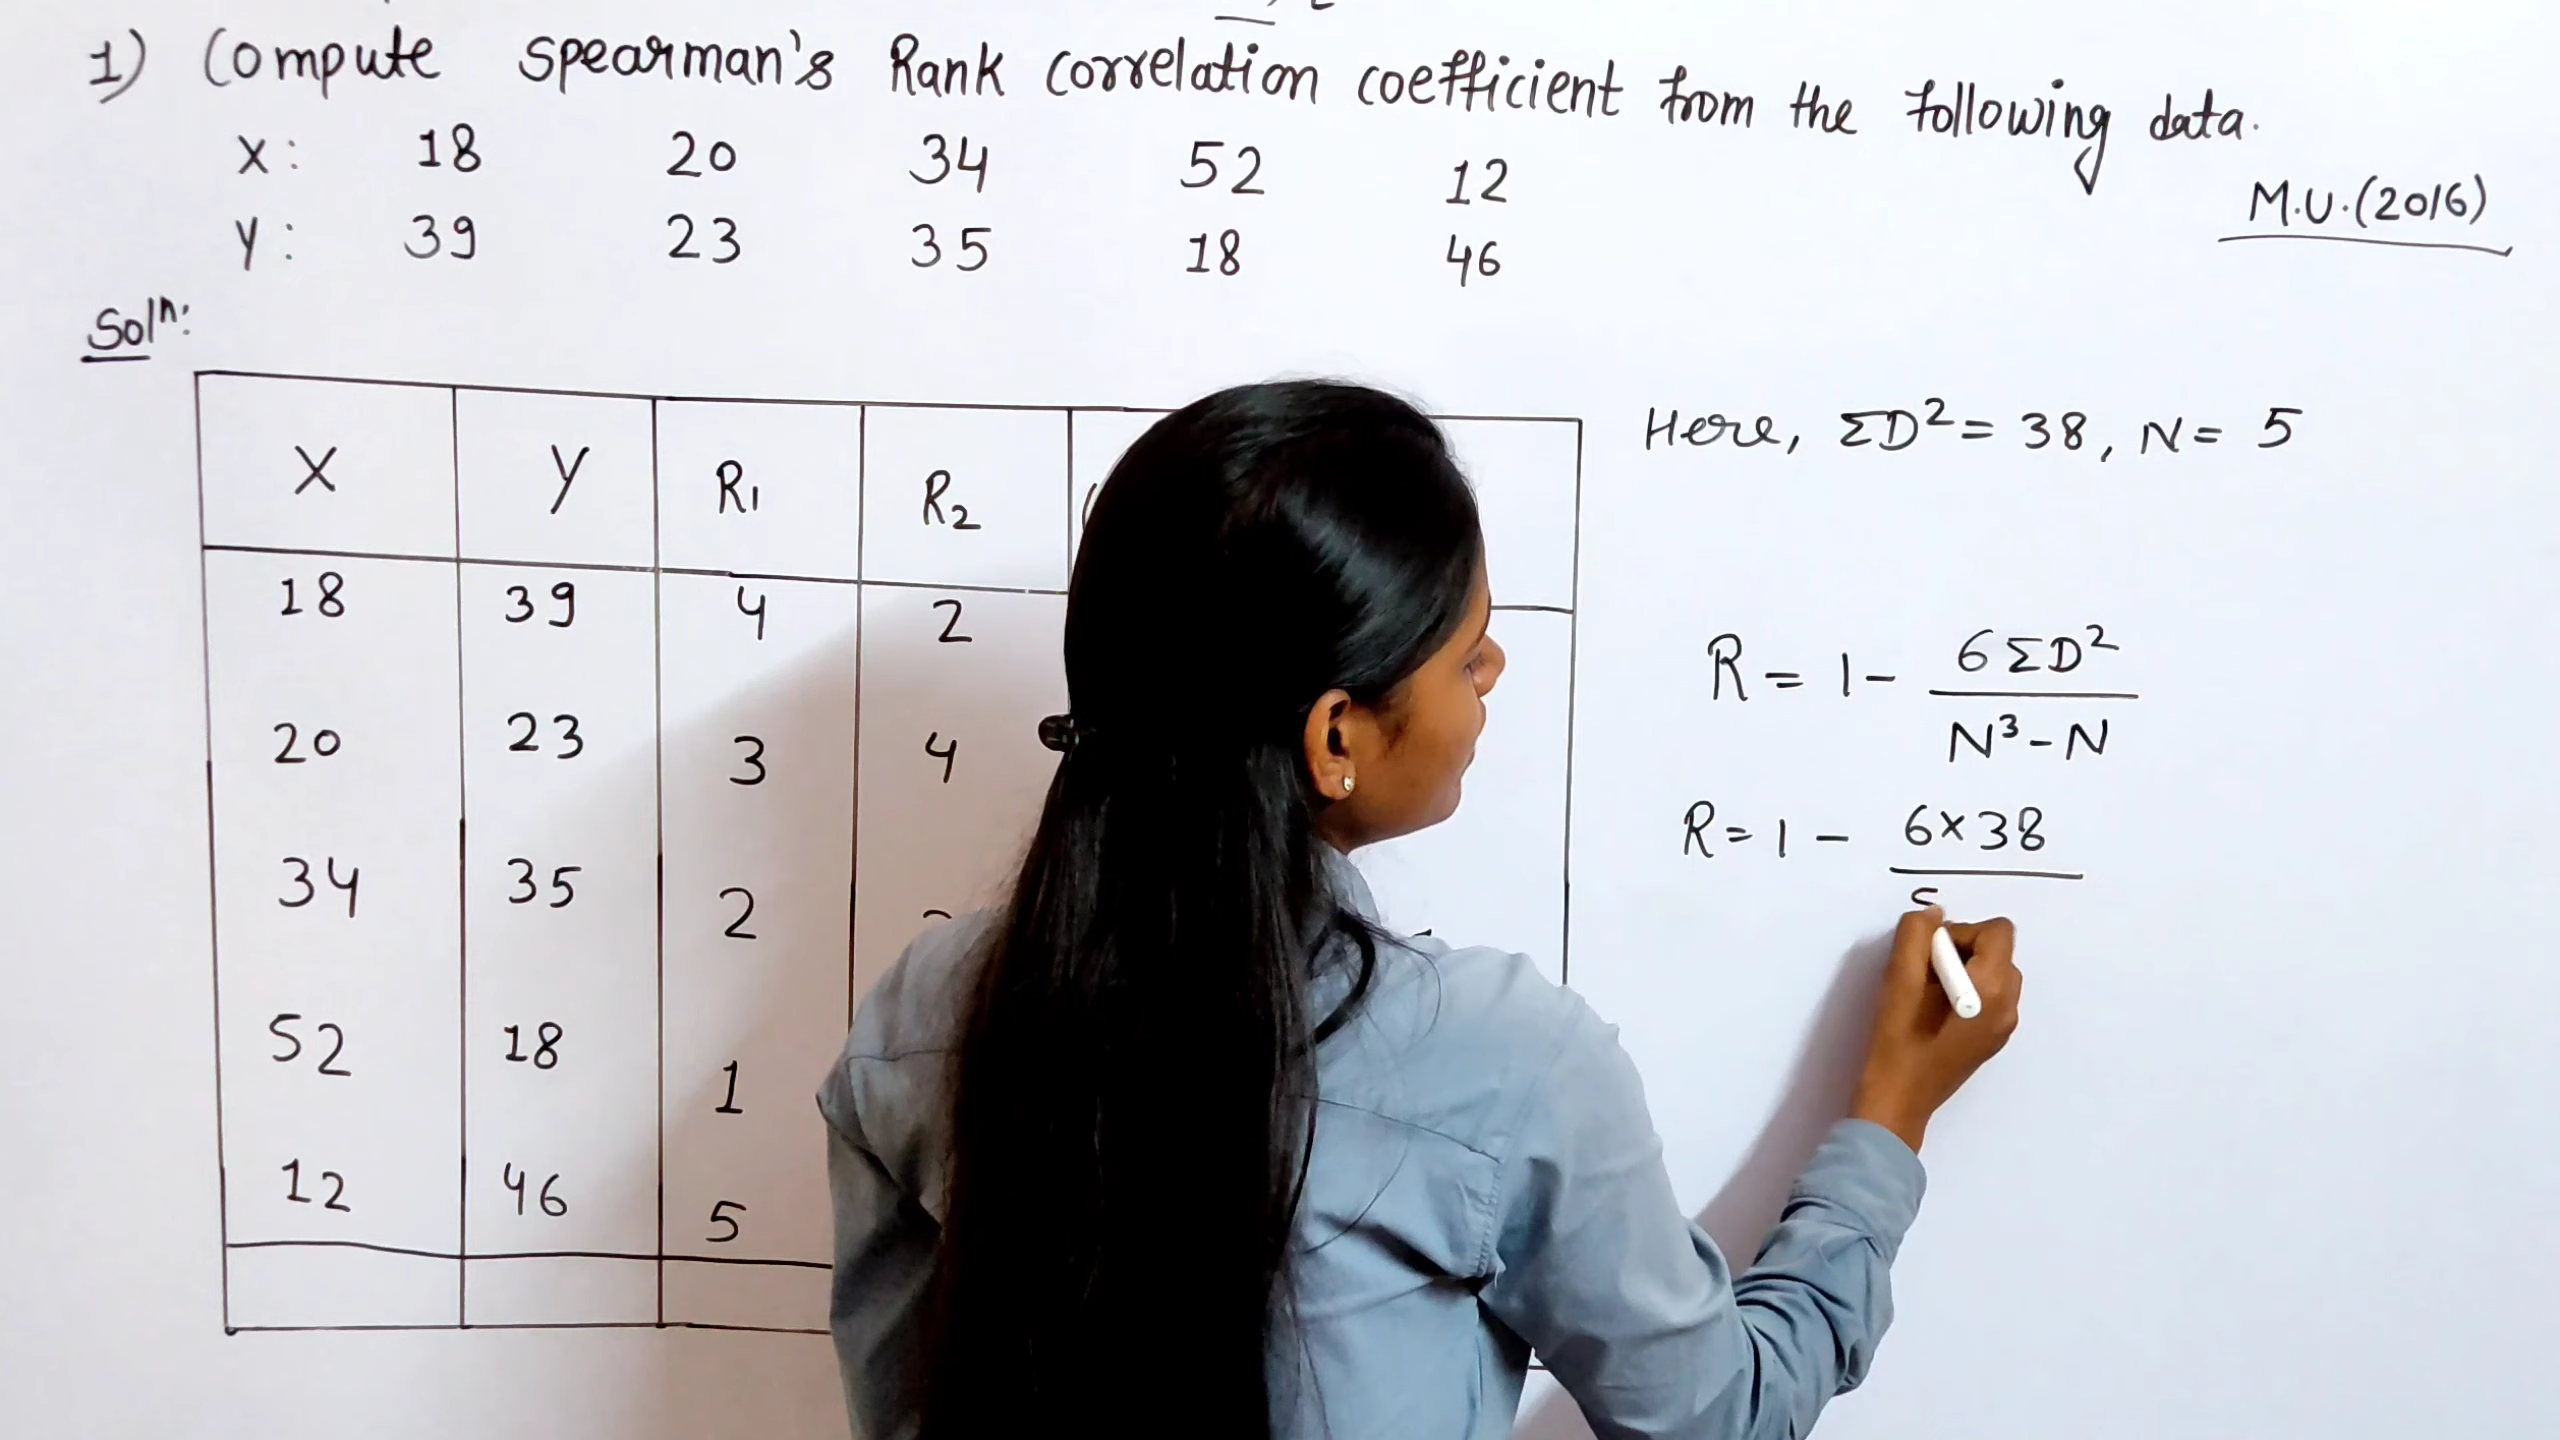 1) Compute Spearman's Rank correlation coefficient from the following data.
X: 18 20 34 52 12
Y: 39 23 35 18 46
M.U.(2016)
Solⁿ:
X Y R₁ R₂
18 39 4 2
20 23 3 4
34 35 2
52 18 1
12 46 5
Here, ΣD²= 38, N= 5
R = 1 - 6ΣD² / N³-N
R = 1 - 6×38 /